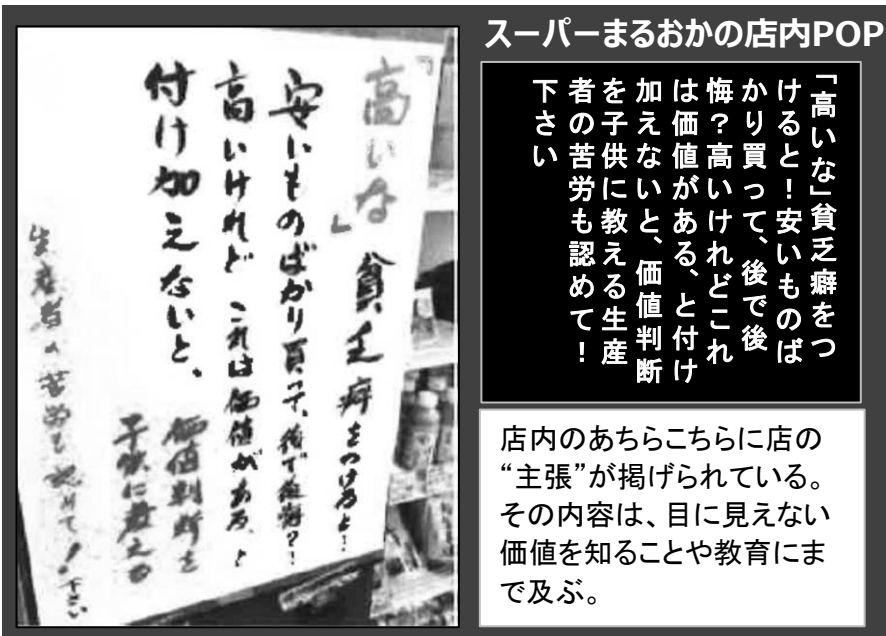 スーパーまるおかの店内POP
「高いな」貧乏癖をつけると！
安いものばかり買って、後で後悔？！
高いけれど これは価値がある、と
付け加えないと、
価値判断を
子供に教える
生産者の苦労も認めて！下さい
「高いな」貧乏癖をつ
けると！安いものば
かり買って、後で後
悔？高いけれどこれ
は価値がある、と付け
加えないと、価値判断
を子供に教える生産
者の苦労も認めて！
下さい
店内のあちらこちらに店の
“主張”が掲げられている。
その内容は、目に見えない
価値を知ることや教育にま
で及ぶ。